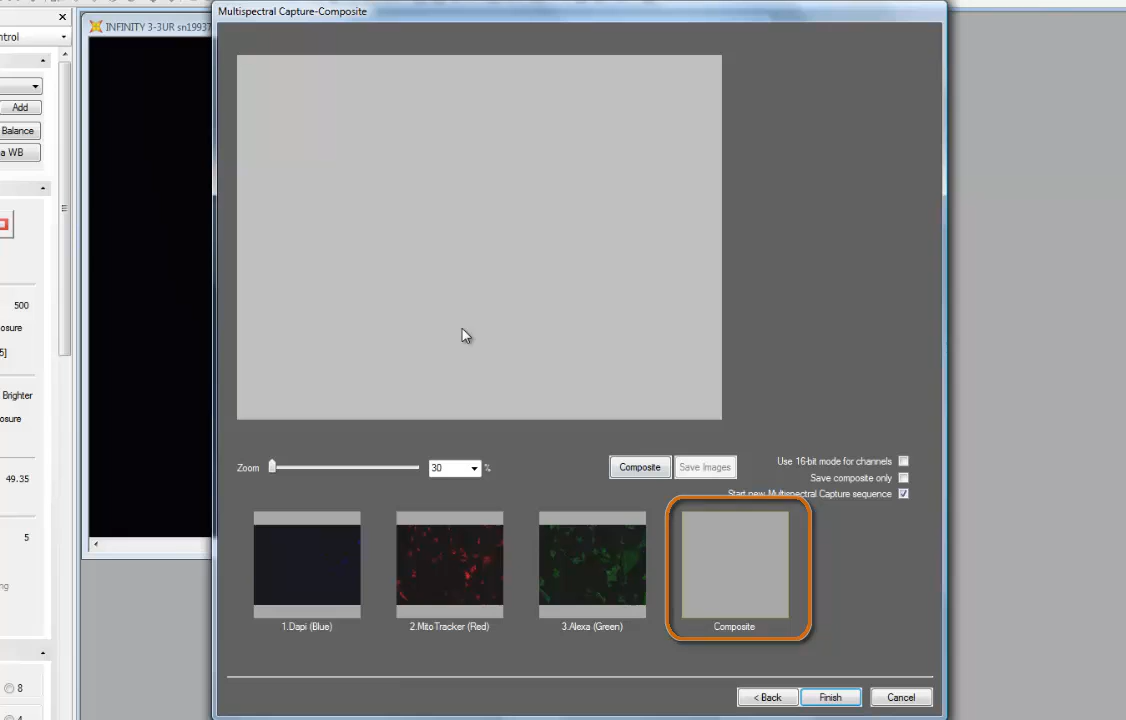 Multispectral Capture-Composite
INFINITY 3-3UR sn19937
ntrol
Add
Balance
a WB
500
osure
5]
Brighter
osure
49.35
5
ng
8
4
Zoom
30
%
Composite
Save Images
Use 16-bit mode for channels
Save composite only
Start new Multispectral Capture sequence
1.Dapi (Blue)
2.MitoTracker (Red)
3.Alexa (Green)
Composite
< Back
Finish
Cancel